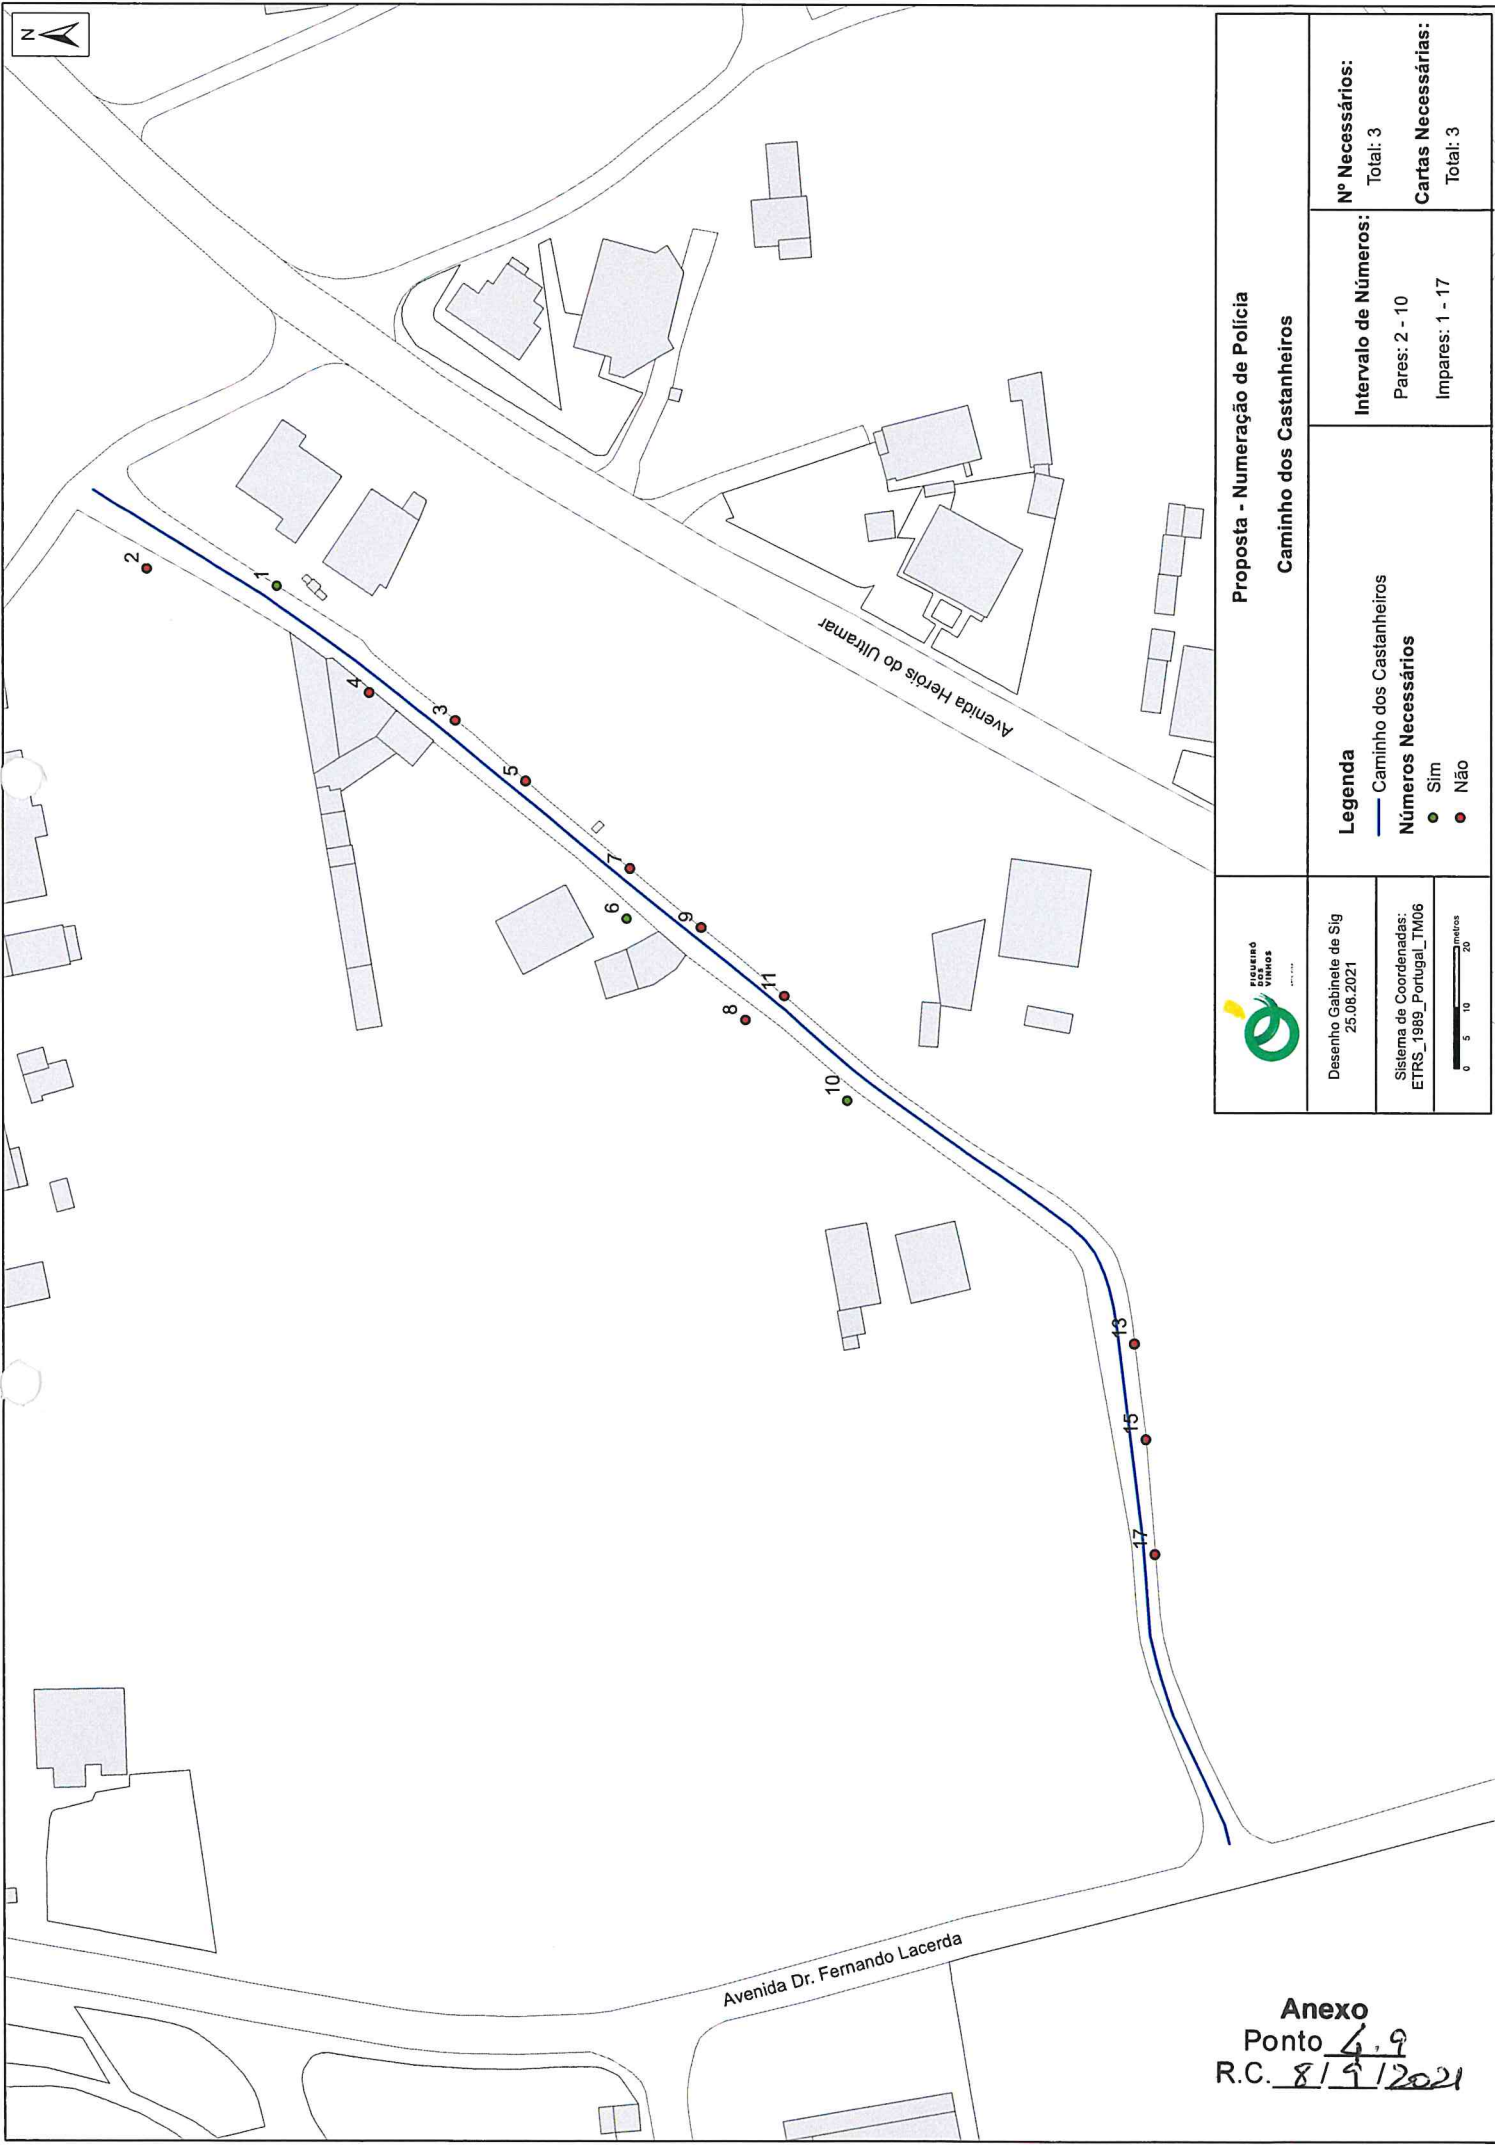 N
2
1
4
3
5
7
6
9
11
8
10
13
15
17
Avenida Heróis do Ultramar
Avenida Dr. Fernando Lacerda
Proposta - Numeração de Polícia
Caminho dos Castanheiros
FIGUEIRÓ
DOS
VINHOS
Desenho Gabinete de Sig
25.08.2021
Sistema de Coordenadas:
ETRS_1989_Portugal_TM06
0 5 10 20
metros
Legenda
Caminho dos Castanheiros
Números Necessários
Sim
Não
Intervalo de Números:
Pares: 2 - 10
Impares: 1 - 17
Nº Necessários:
Total: 3
Cartas Necessárias:
Total: 3
Anexo
Ponto 4.9
R.C. 8/9/2021